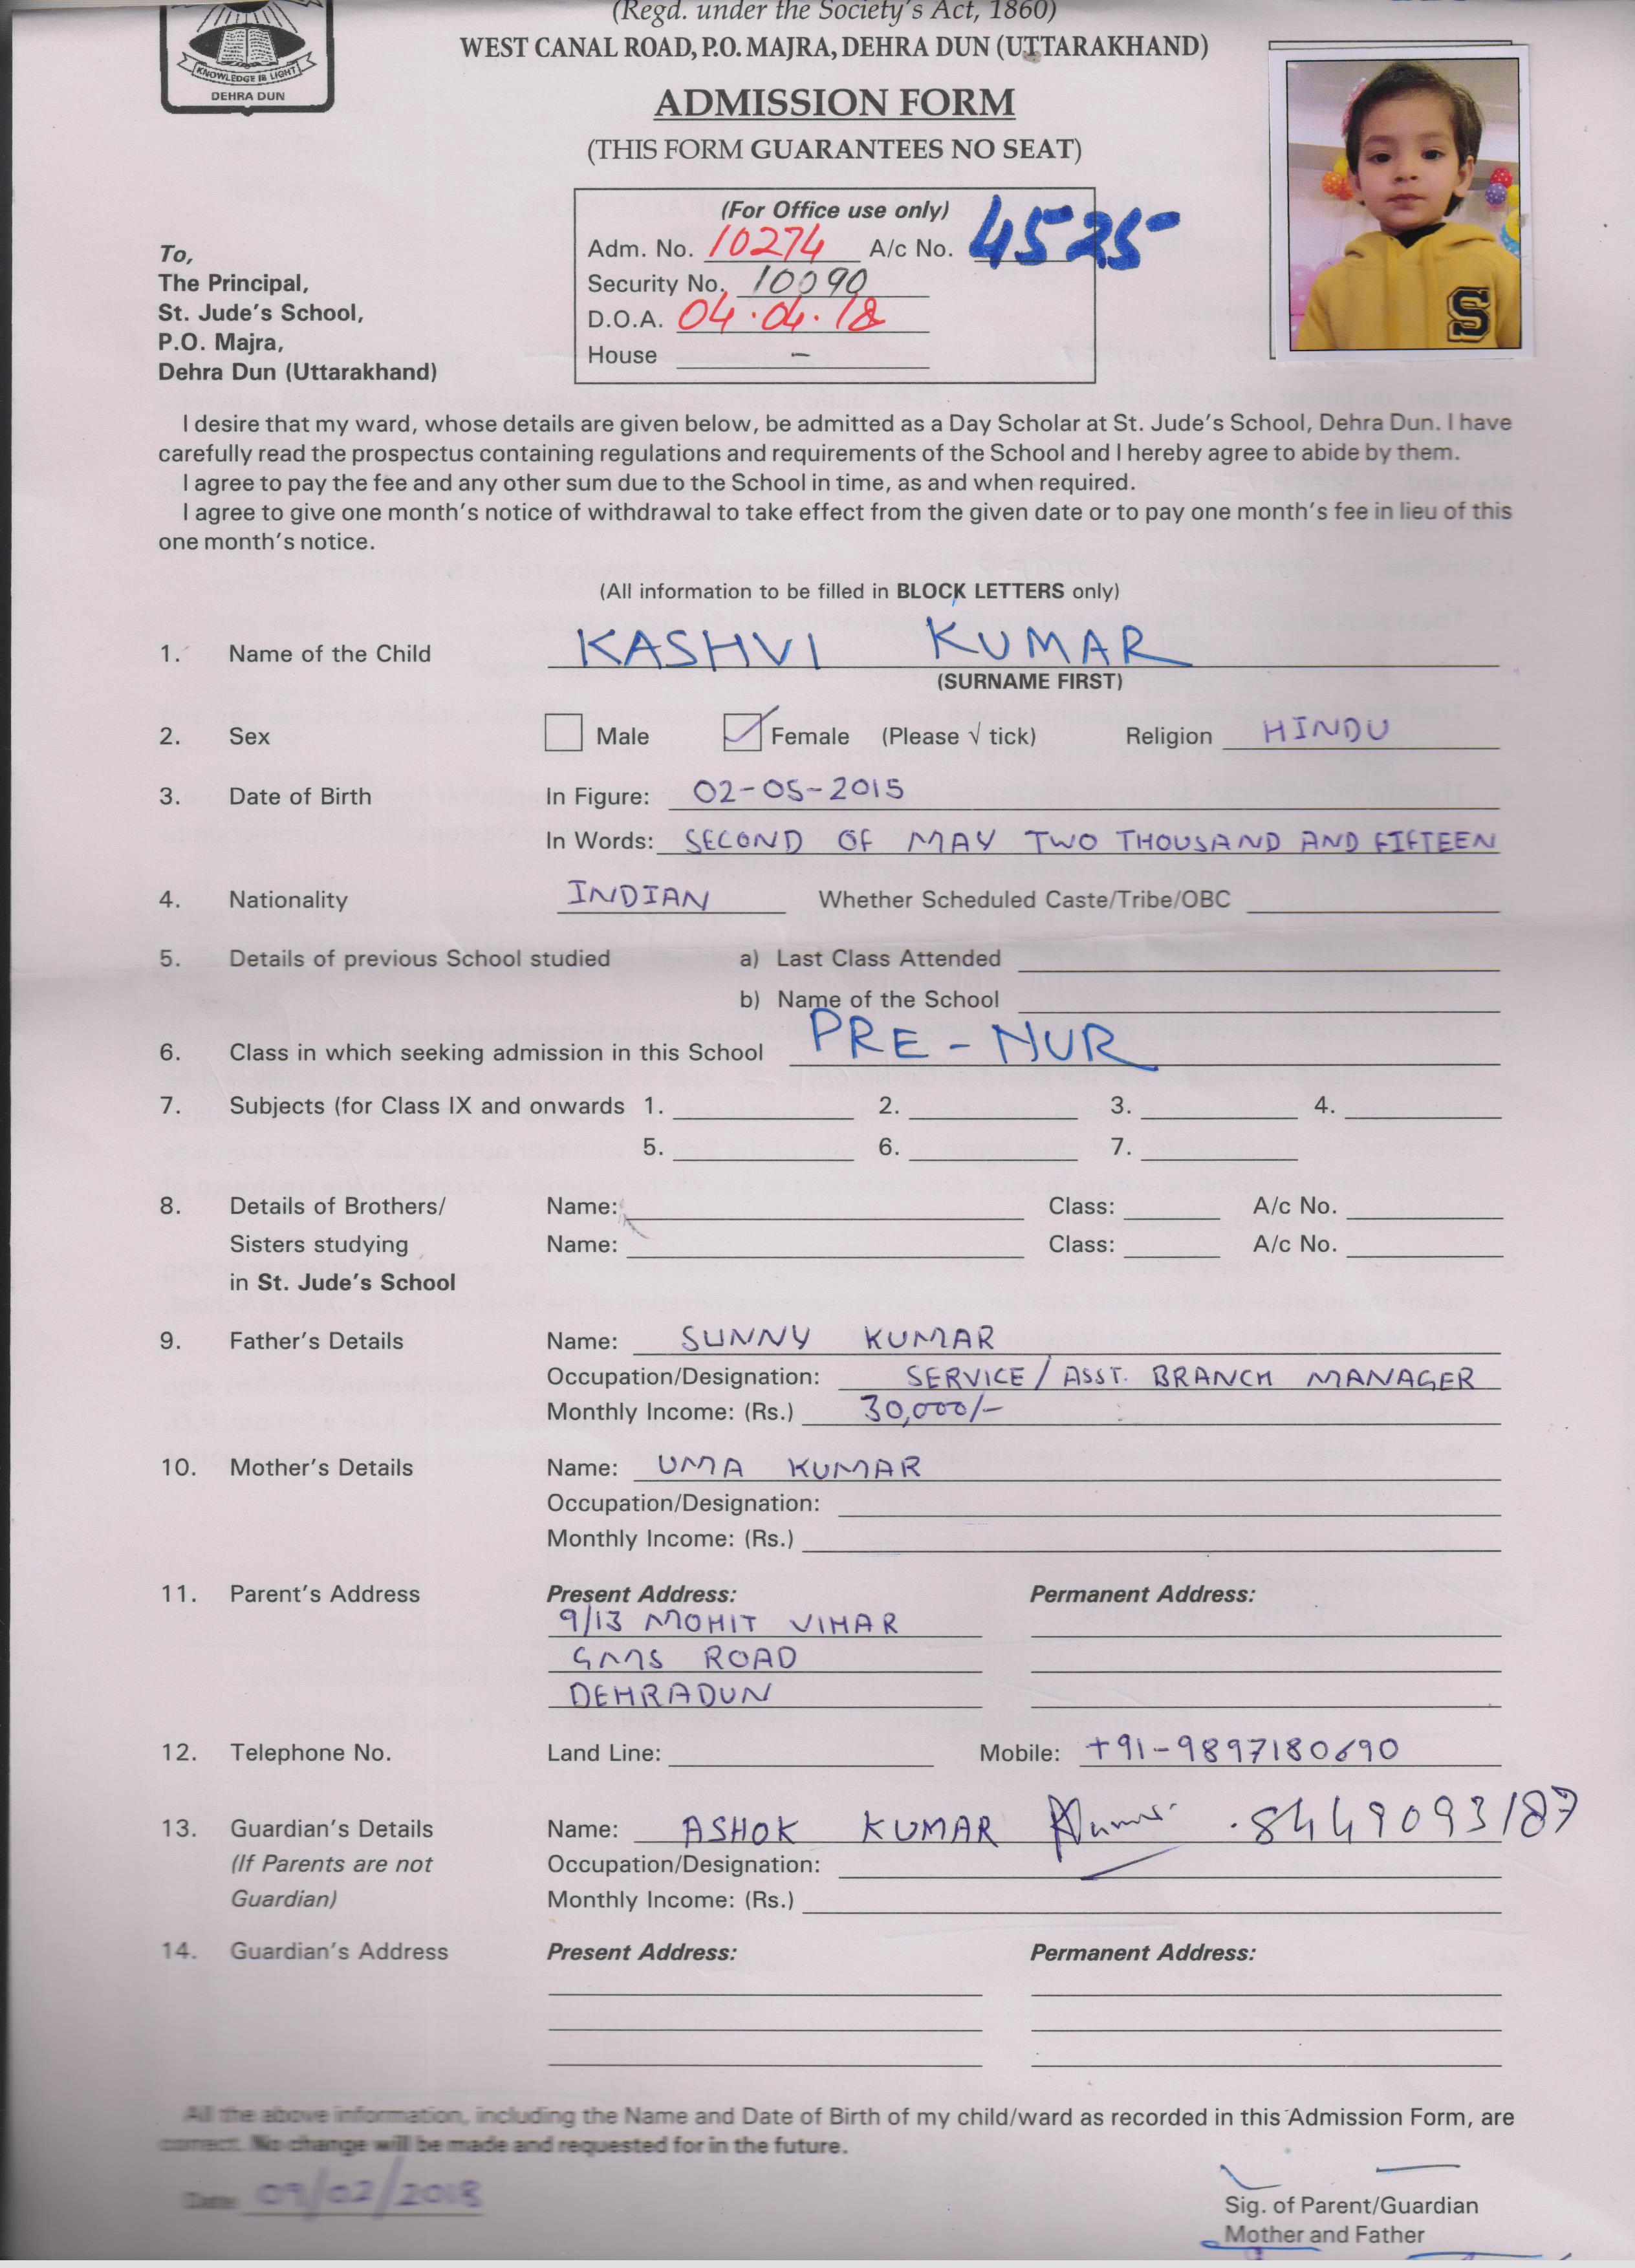 (Regd. under the Society's Act, 1860)
WEST CANAL ROAD, P.O. MAJRA, DEHRA DUN (UTTARAKHAND)
KNOWLEDGE IS LIGHT
DEHRA DUN
ADMISSION FORM
(THIS FORM GUARANTEES NO SEAT)
(For Office use only)
Adm. No. 10274 A/c No. 4525
Security No. 10090
D.O.A. 04.04.18
House –
To,
The Principal,
St. Jude's School,
P.O. Majra,
Dehra Dun (Uttarakhand)
S
I desire that my ward, whose details are given below, be admitted as a Day Scholar at St. Jude's School, Dehra Dun. I have
carefully read the prospectus containing regulations and requirements of the School and I hereby agree to abide by them.
I agree to pay the fee and any other sum due to the School in time, as and when required.
I agree to give one month's notice of withdrawal to take effect from the given date or to pay one month's fee in lieu of this
one month's notice.
(All information to be filled in BLOCK LETTERS only)
1. Name of the Child KASHVI KUMAR
(SURNAME FIRST)
2. Sex Male Female (Please √ tick) Religion HINDU
3. Date of Birth In Figure: 02-05-2015
In Words: SECOND OF MAY TWO THOUSAND AND FIFTEEN
4. Nationality INDIAN Whether Scheduled Caste/Tribe/OBC
5. Details of previous School studied a) Last Class Attended
b) Name of the School
6. Class in which seeking admission in this School PRE-NUR
7. Subjects (for Class IX and onwards 1. 2. 3. 4.
5. 6. 7.
8. Details of Brothers/ Name: Class: A/c No.
Sisters studying Name: Class: A/c No.
in St. Jude's School
9. Father's Details Name: SUNNY KUMAR
Occupation/Designation: SERVICE/ASST. BRANCH MANAGER
Monthly Income: (Rs.) 30,000/-
10. Mother's Details Name: UMA KUMAR
Occupation/Designation:
Monthly Income: (Rs.)
11. Parent's Address Present Address: Permanent Address:
9/13 MOHIT VIHAR
GMS ROAD
DEHRADUN
12. Telephone No. Land Line: Mobile: +91-9897180690
13. Guardian's Details Name: ASHOK KUMAR 8449093187
(If Parents are not Occupation/Designation:
Guardian) Monthly Income: (Rs.)
14. Guardian's Address Present Address: Permanent Address:
All the above information, including the Name and Date of Birth of my child/ward as recorded in this Admission Form, are
correct. No change will be made and requested for in the future.
Date 09/02/2018
Sig. of Parent/Guardian
Mother and Father